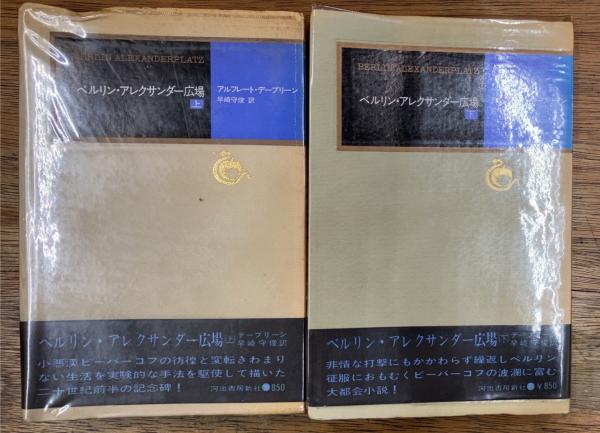 BERLIN ALEXANDERPLATZ
ベルリン・アレクサンダー広場
上
アルフレート・デーブリーン
早崎守俊 訳
ベルリン・アレクサンダー広場 上 デーブリーン 早崎守俊訳
小悪漢ビーバーコフの彷徨と変転きわまり
ない生活を実験的な手法を駆使して描いた
二十世紀前半の記念碑！
河出書房新社●850
BERLIN ALEXANDERPLATZ
ベルリン・アレクサンダー広場
下
ベルリン・アレクサンダー広場 下 デーブリーン 早崎守俊訳
非情な打撃にもかかわらず繰返しベルリン
征服におもむくビーバーコフの波瀾に富む
大都会小説！
河出書房新社●￥850